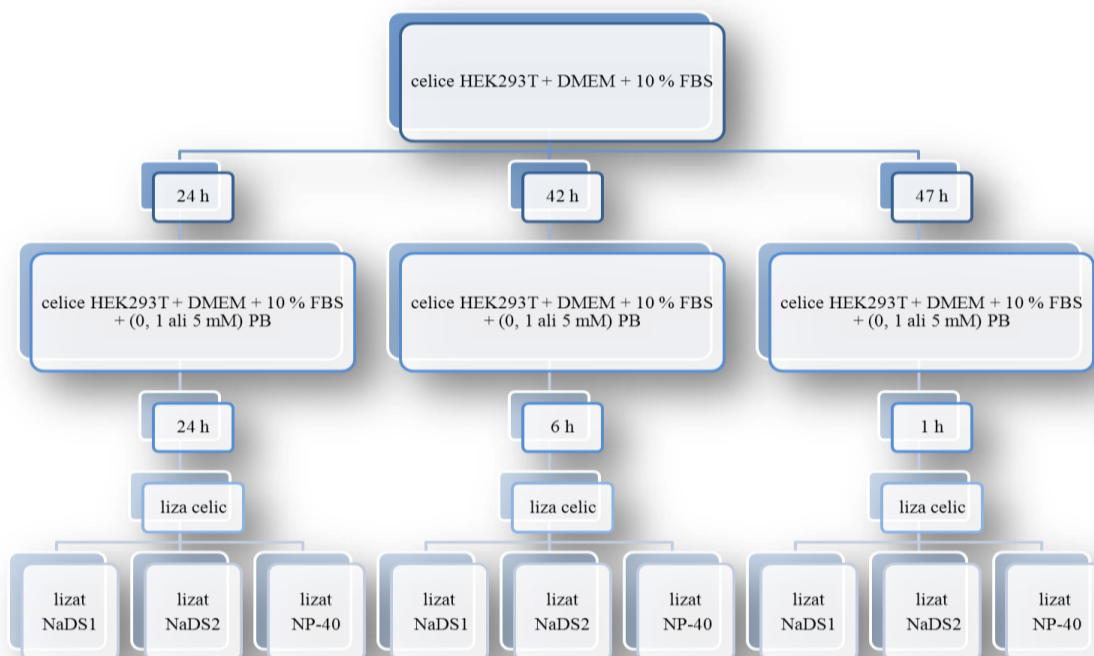 celice HEK293T + DMEM + 10 % FBS
24 h
42 h
47 h
celice HEK293T + DMEM + 10 % FBS
+ (0, 1 ali 5 mM) PB
celice HEK293T + DMEM + 10 % FBS
+ (0, 1 ali 5 mM) PB
celice HEK293T + DMEM + 10 % FBS
+ (0, 1 ali 5 mM) PB
24 h
6 h
1 h
liza celic
liza celic
liza celic
lizat
NaDS1
lizat
NaDS2
lizat
NP-40
lizat
NaDS1
lizat
NaDS2
lizat
NP-40
lizat
NaDS1
lizat
NaDS2
lizat
NP-40